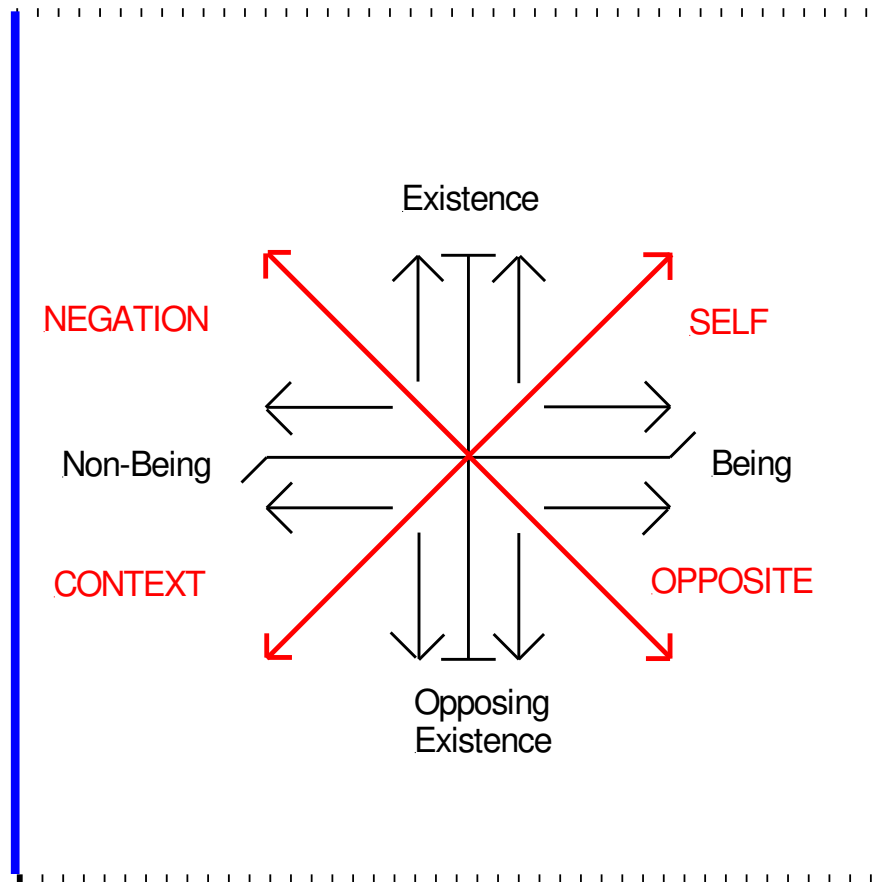 Existence
NEGATION
SELF
Non-Being
Being
CONTEXT
OPPOSITE
Opposing
Existence